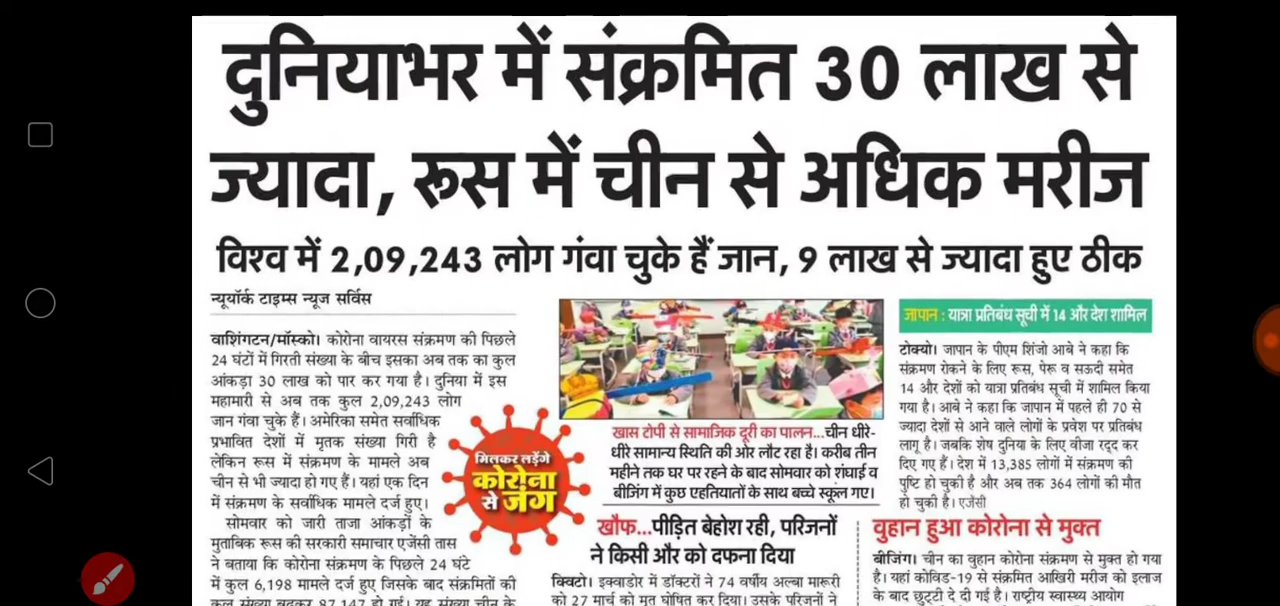 दुनियाभर में संक्रमित 30 लाख से
ज्यादा, रूस में चीन से अधिक मरीज
विश्व में 2,09,243 लोग गंवा चुके हैं जान, 9 लाख से ज्यादा हुए ठीक
न्यूयॉर्क टाइम्स न्यूज सर्विस
वाशिंगटन/मॉस्को। कोरोना वायरस संक्रमण की पिछले
24 घंटों में गिरती संख्या के बीच इसका अब तक का कुल
आंकड़ा 30 लाख को पार कर गया है। दुनिया में इस
महामारी से अब तक कुल 2,09,243 लोग
जान गंवा चुके हैं। अमेरिका समेत सर्वाधिक
प्रभावित देशों में मृतक संख्या गिरी है
लेकिन रूस में संक्रमण के मामले अब
चीन से भी ज्यादा हो गए हैं। यहां एक दिन
में संक्रमण के सर्वाधिक मामले दर्ज हुए।
सोमवार को जारी ताजा आंकड़ों के
मुताबिक रूस की सरकारी समाचार एजेंसी तास
ने बताया कि कोरोना संक्रमण के पिछले 24 घंटे
में कुल 6,198 मामले दर्ज हुए जिसके बाद संक्रमितों की
कुल संख्या बढ़कर 87,147 हो गई। यह संख्या चीन के
मिलकर लड़ेंगे
कोरोना
से जंग
खास टोपी से सामाजिक दूरी का पालन...चीन धीरे-
धीरे सामान्य स्थिति की ओर लौट रहा है। करीब तीन
महीने तक घर पर रहने के बाद सोमवार को शंघाई व
बीजिंग में कुछ एहतियातों के साथ बच्चे स्कूल गए।
खौफ...पीड़ित बेहोश रही, परिजनों
ने किसी और को दफना दिया
क्विटो। इक्वाडोर में डॉक्टरों ने 74 वर्षीय अल्बा मारूरी
को 27 मार्च को मृत घोषित कर दिया। उसके परिजनों ने
जापान : यात्रा प्रतिबंध सूची में 14 और देश शामिल
टोक्यो। जापान के पीएम शिंजो आबे ने कहा कि
संक्रमण रोकने के लिए रूस, पेरू व सऊदी समेत
14 और देशों को यात्रा प्रतिबंध सूची में शामिल किया
गया है। आबे ने कहा कि जापान में पहले ही 70 से
ज्यादा देशों से आने वाले लोगों के प्रवेश पर प्रतिबंध
लागू है। जबकि शेष दुनिया के लिए वीजा रद्द कर
दिए गए हैं। देश में 13,385 लोगों में संक्रमण की
पुष्टि हो चुकी है और अब तक 364 लोगों की मौत
हो चुकी है। एजेंसी
वुहान हुआ कोरोना से मुक्त
बीजिंग। चीन का वुहान कोरोना संक्रमण से मुक्त हो गया
है। यहां कोविड-19 से संक्रमित आखिरी मरीज को इलाज
के बाद छुट्टी दे दी गई है। राष्ट्रीय स्वास्थ्य आयोग